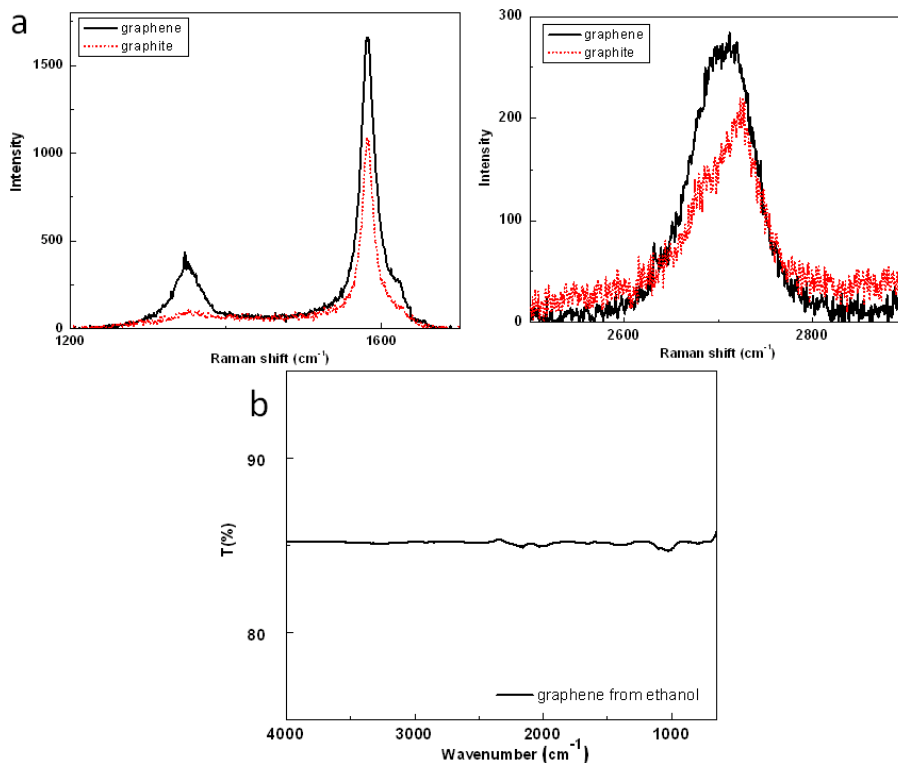 a
graphene
graphite
1500
1000
500
0
Intensity
1200
1600
Raman shift (cm-1)
graphene
graphite
300
200
100
0
Intensity
2600
2800
Raman shift (cm-1)
b
90
80
T(%)
graphene from ethanol
4000
3000
2000
1000
Wavenumber (cm-1)